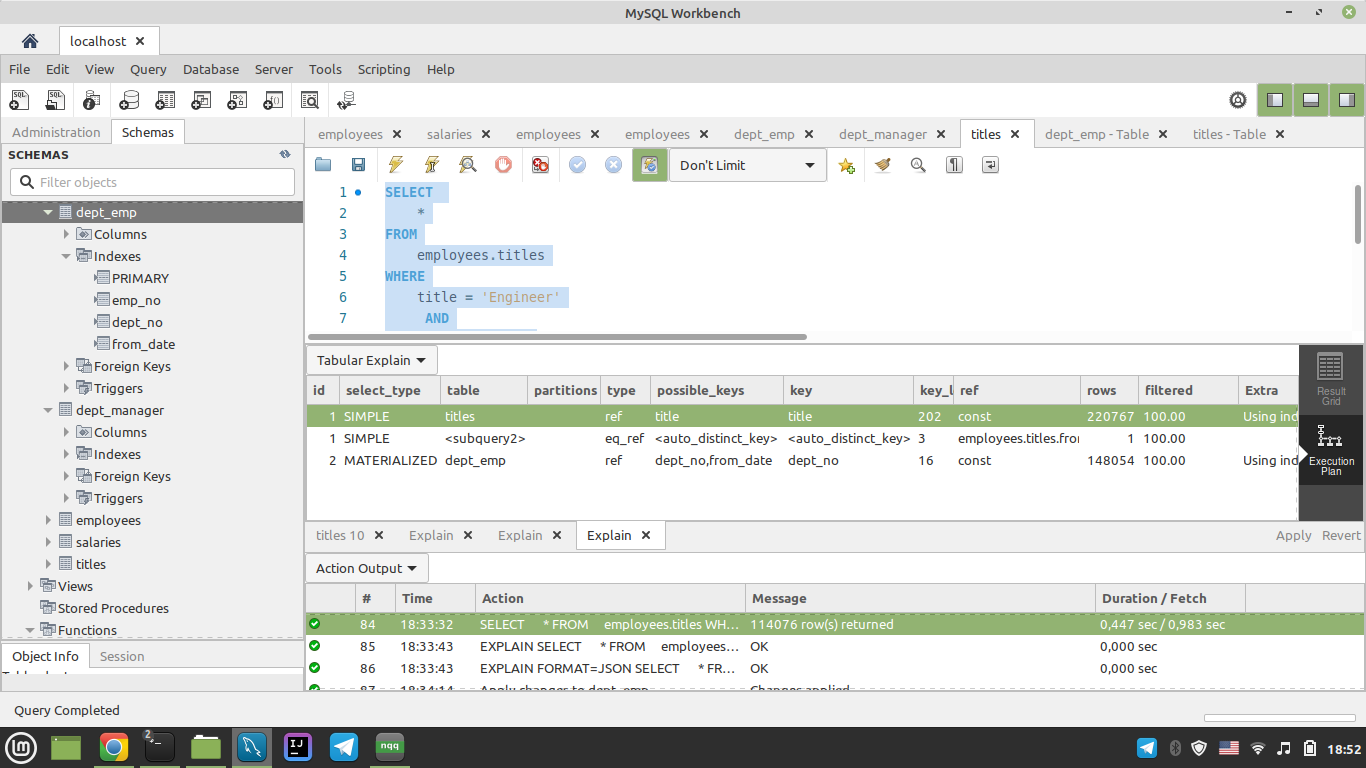 MySQL Workbench
localhost
File Edit View Query Database Server Tools Scripting Help
Administration Schemas
SCHEMAS
Filter objects
dept_emp
Columns
Indexes
PRIMARY
emp_no
dept_no
from_date
Foreign Keys
Triggers
dept_manager
Columns
Indexes
Foreign Keys
Triggers
employees
salaries
titles
Views
Stored Procedures
Functions
Object Info Session
employees salaries employees employees dept_emp dept_manager titles dept_emp - Table titles - Table
Don't Limit
1 SELECT
2 *
3 FROM
4 employees.titles
5 WHERE
6 title = 'Engineer'
7 AND
Tabular Explain
id select_type table partitions type possible_keys key key_l ref rows filtered Extra
1 SIMPLE titles ref title title 202 const 220767 100.00 Using ind
1 SIMPLE <subquery2> eq_ref <auto_distinct_key> <auto_distinct_key> 3 employees.titles.fror 1 100.00
2 MATERIALIZED dept_emp ref dept_no,from_date dept_no 16 const 148054 100.00 Using ind
Result
Grid
Execution
Plan
titles 10 Explain Explain Explain Apply Revert
Action Output
# Time Action Message Duration / Fetch
84 18:33:32 SELECT * FROM employees.titles WH... 114076 row(s) returned 0,447 sec / 0,983 sec
85 18:33:43 EXPLAIN SELECT * FROM employees... OK 0,000 sec
86 18:33:43 EXPLAIN FORMAT=JSON SELECT * FR... OK 0,000 sec
87 18:34:14 Apply changes to dept_emp Changes applied
Query Completed
2
IJ
nqq
18:52